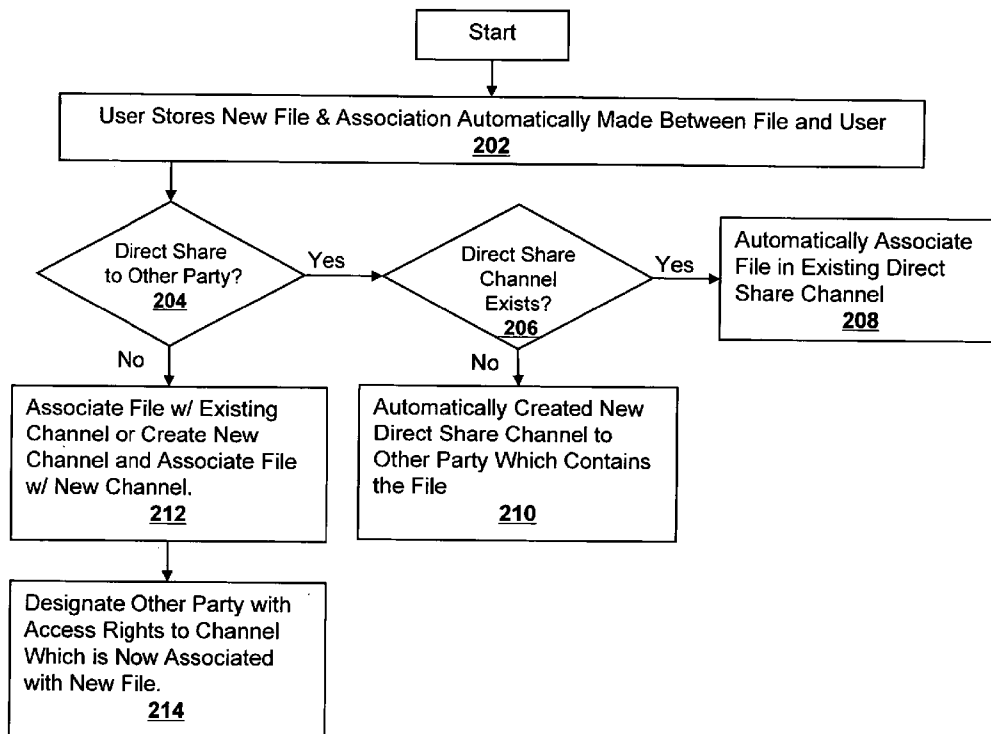 Start
User Stores New File & Association Automatically Made Between File and User
202
Direct Share
to Other Party?
204
Yes
Direct Share
Channel
Exists?
206
Yes
Automatically Associate
File in Existing Direct
Share Channel
208
No
No
Associate File w/ Existing
Channel or Create New
Channel and Associate File
w/ New Channel.
212
Automatically Created New
Direct Share Channel to
Other Party Which Contains
the File
210
Designate Other Party with
Access Rights to Channel
Which is Now Associated
with New File.
214